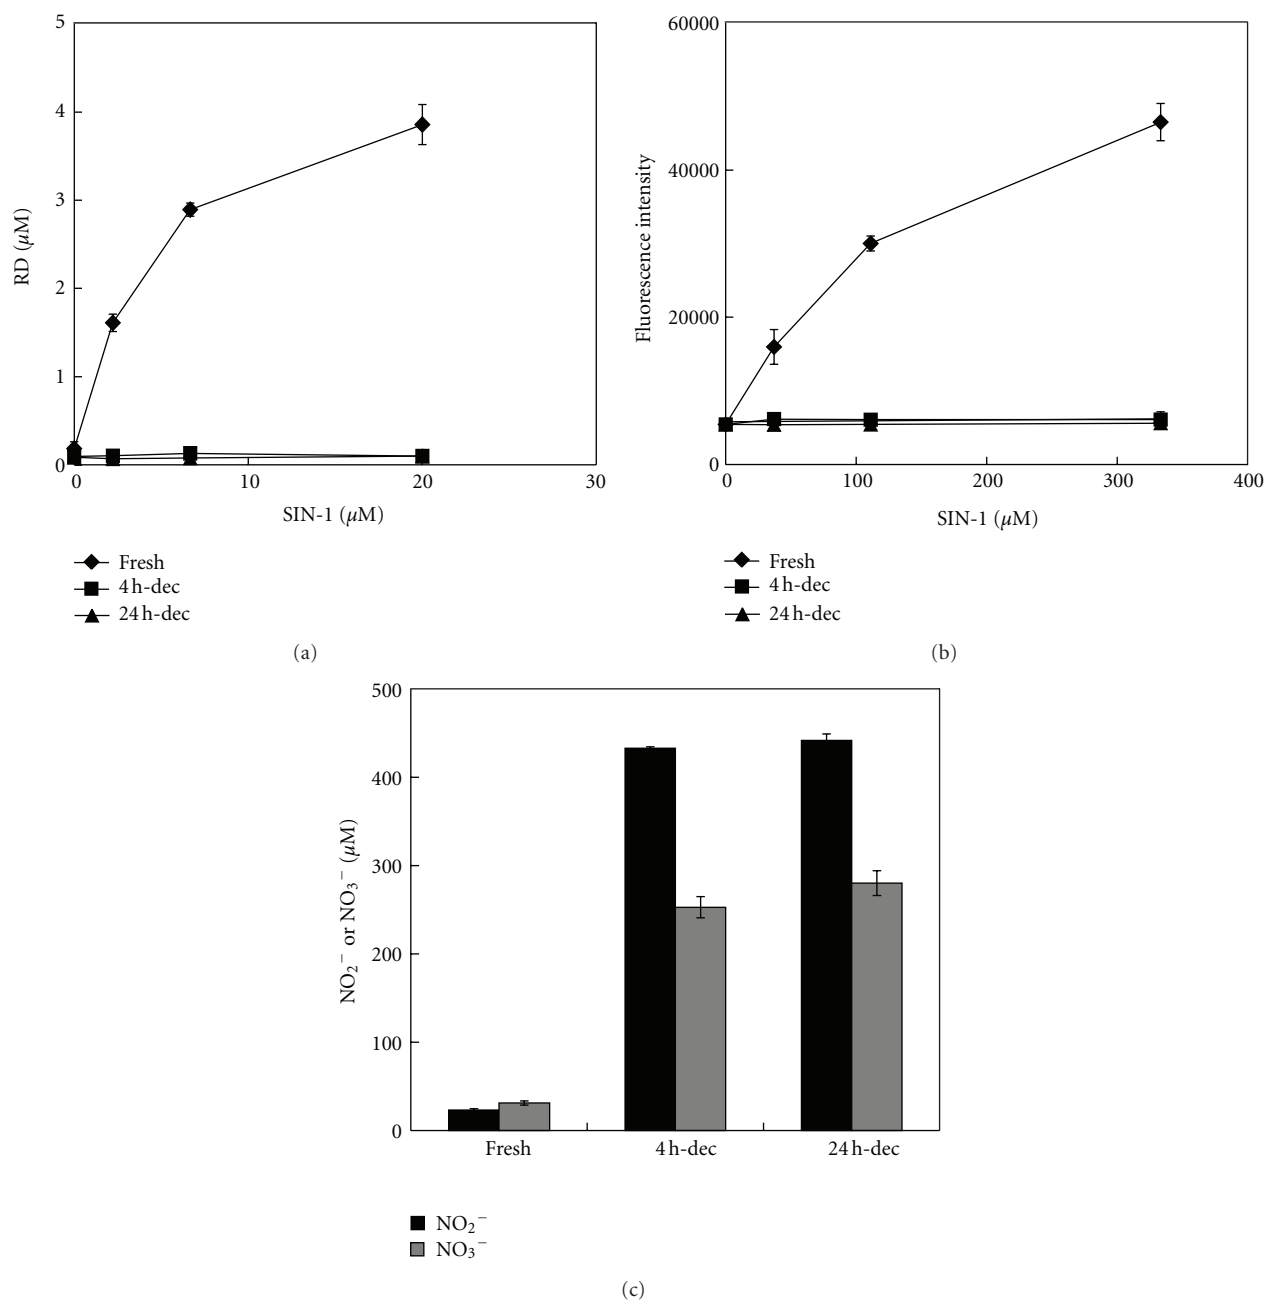 5
4
3
2
1
0
RD (μM)
0 10 20 30
SIN-1 (μM)
Fresh
4 h-dec
24 h-dec
(a)
60000
40000
20000
0
Fluorescence intensity
0 100 200 300 400
SIN-1 (μM)
Fresh
4 h-dec
24 h-dec
(b)
500
400
300
200
100
0
NO₂⁻ or NO₃⁻ (μM)
Fresh 4 h-dec 24 h-dec
NO₂⁻
NO₃⁻
(c)